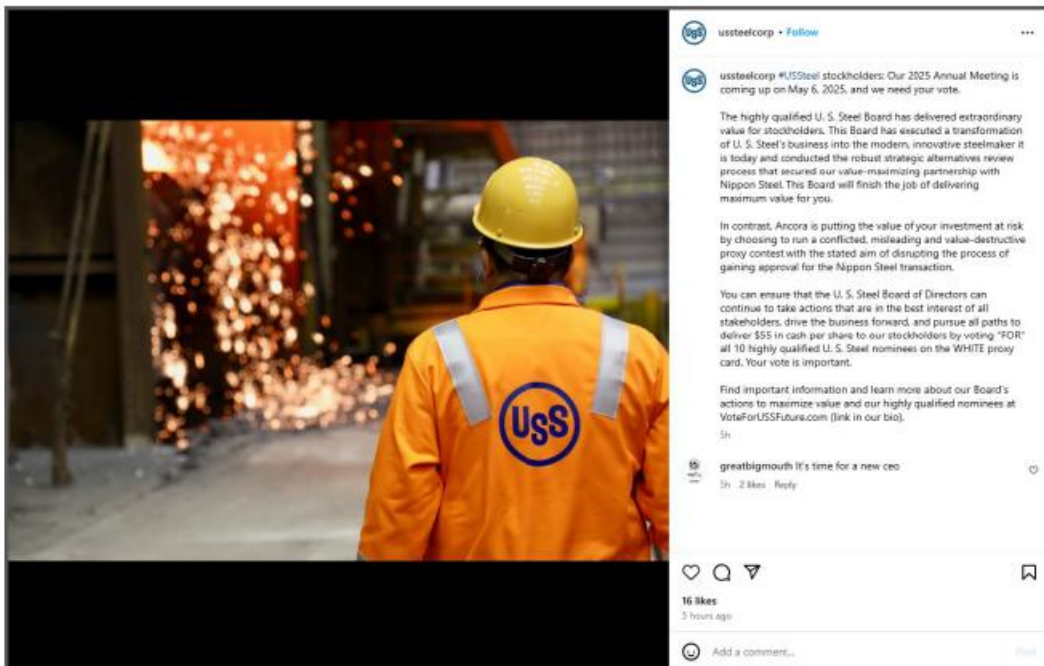 USS
USS
ussteelcorp • Follow
USS
ussteelcorp #USSteel stockholders: Our 2025 Annual Meeting is
coming up on May 6, 2025, and we need your vote.
The highly qualified U. S. Steel Board has delivered extraordinary
value for stockholders. This Board has executed a transformation
of U. S. Steel's business into the modern, innovative steelmaker it
is today and conducted the robust strategic alternatives review
process that secured our value-maximizing partnership with
Nippon Steel. This Board will finish the job of delivering
maximum value for you.
In contrast, Ancora is putting the value of your investment at risk
by choosing to run a conflicted, misleading and value-destructive
proxy contest with the stated aim of disrupting the process of
gaining approval for the Nippon Steel transaction.
You can ensure that the U. S. Steel Board of Directors can
continue to take actions that are in the best interest of all
stakeholders, drive the business forward, and pursue all paths to
deliver $55 in cash per share to our stockholders by voting "FOR"
all 10 highly qualified U. S. Steel nominees on the WHITE proxy
card. Your vote is important.
Find important information and learn more about our Board's
actions to maximize value and our highly qualified nominees at
VoteForUSSFuture.com (link in our bio).
5h
greatbigmouth It's time for a new ceo
5h 2 likes Reply
16 likes
5 hours ago
Add a comment...
Post